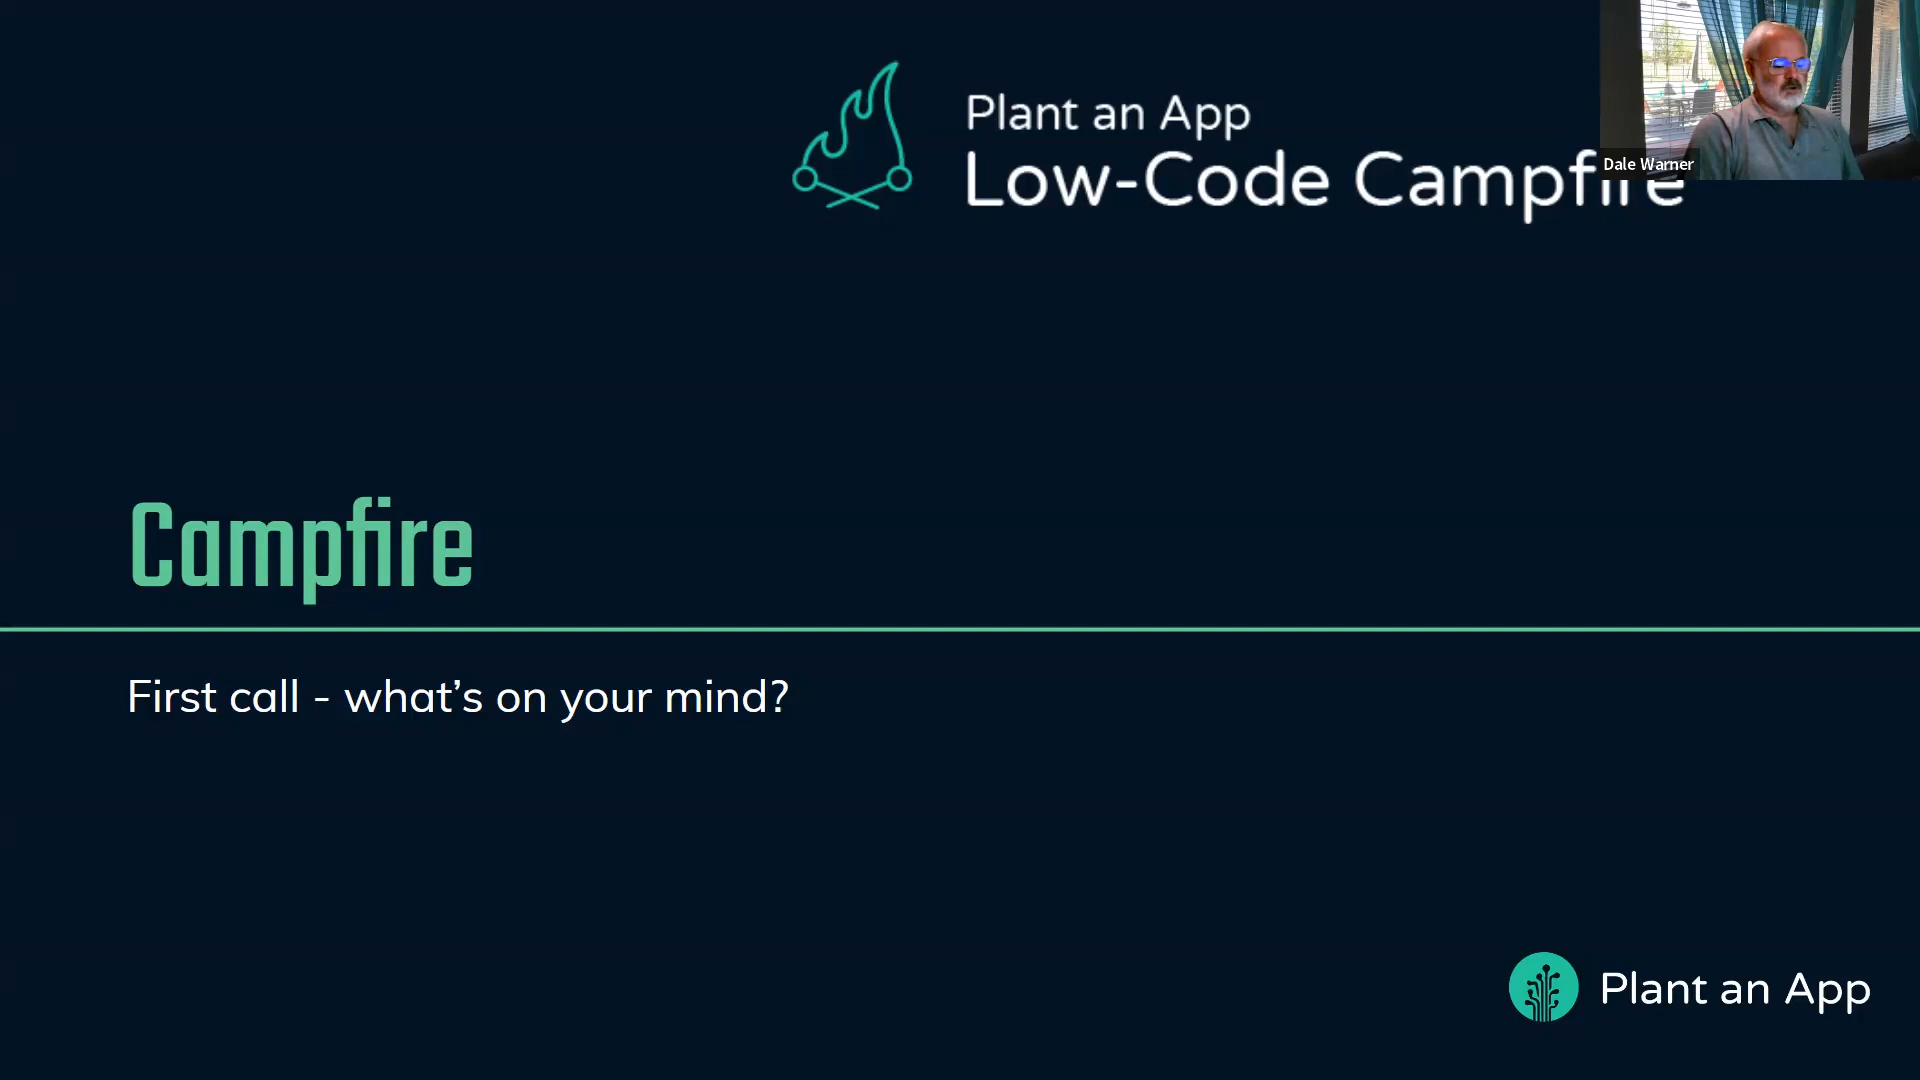 Plant an App
Low-Code Campfire
Dale Warner
Campfire
First call - what’s on your mind?
Plant an App